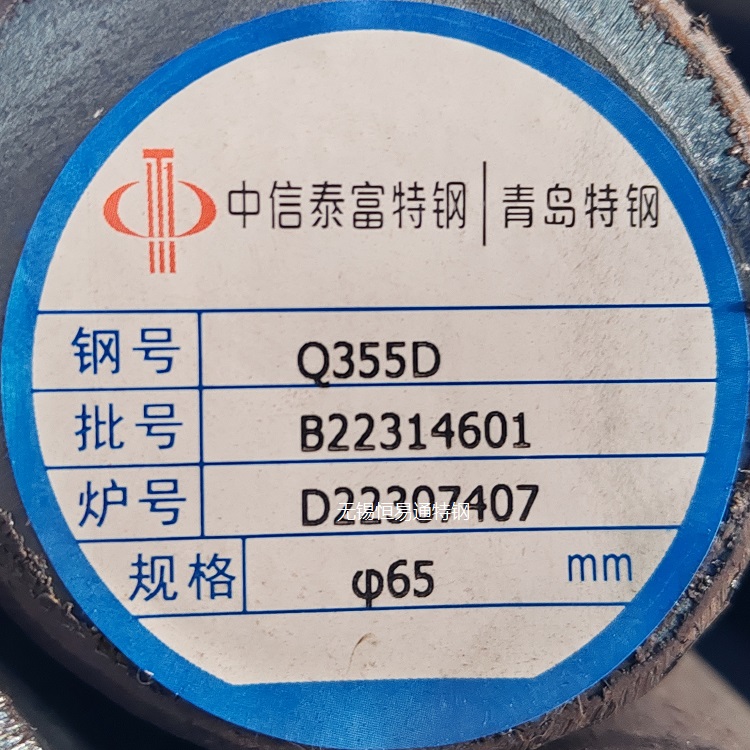 中信泰富特钢|青岛特钢
钢号 Q355D
批号 B22314601
炉号 D22307407
无锡恒易通特钢
规格 φ65 mm